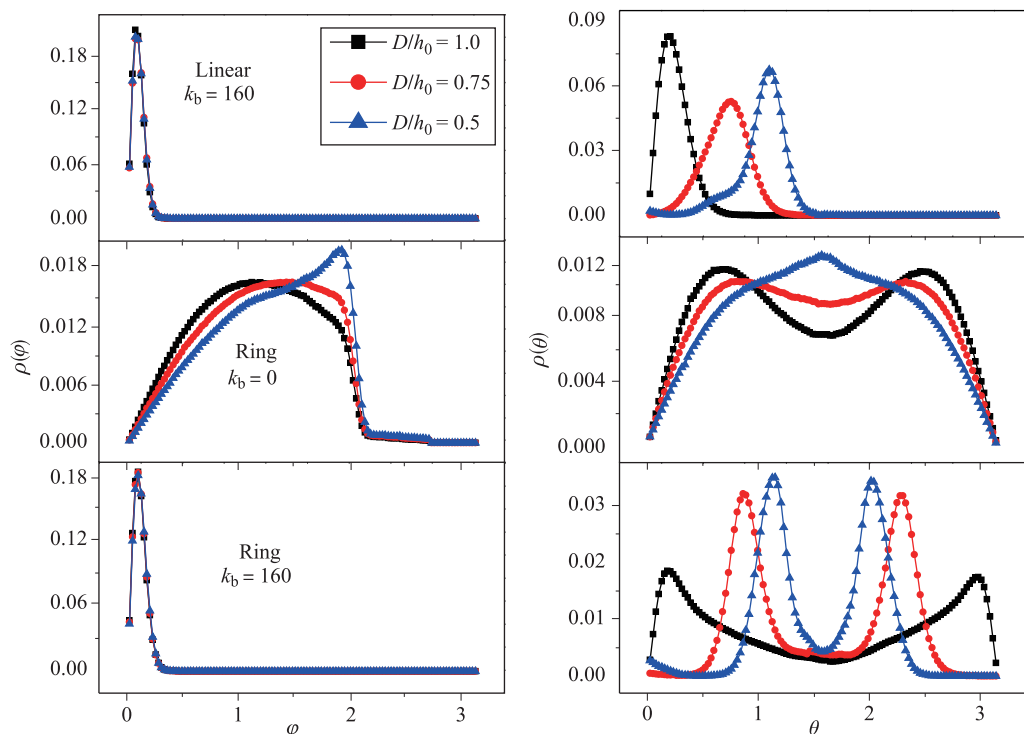 0.18
0.12
0.06
0.00
Linear
k_b = 160
D/h_0 = 1.0
D/h_0 = 0.75
D/h_0 = 0.5
0.09
0.06
0.03
0.00
0.018
0.012
0.006
0.000
ρ(φ)
Ring
k_b = 0
0.012
0.008
0.004
0.000
ρ(θ)
0.18
0.12
0.06
0.00
Ring
k_b = 160
0.03
0.02
0.01
0.00
0 1 2 3
φ
0 1 2 3
θ